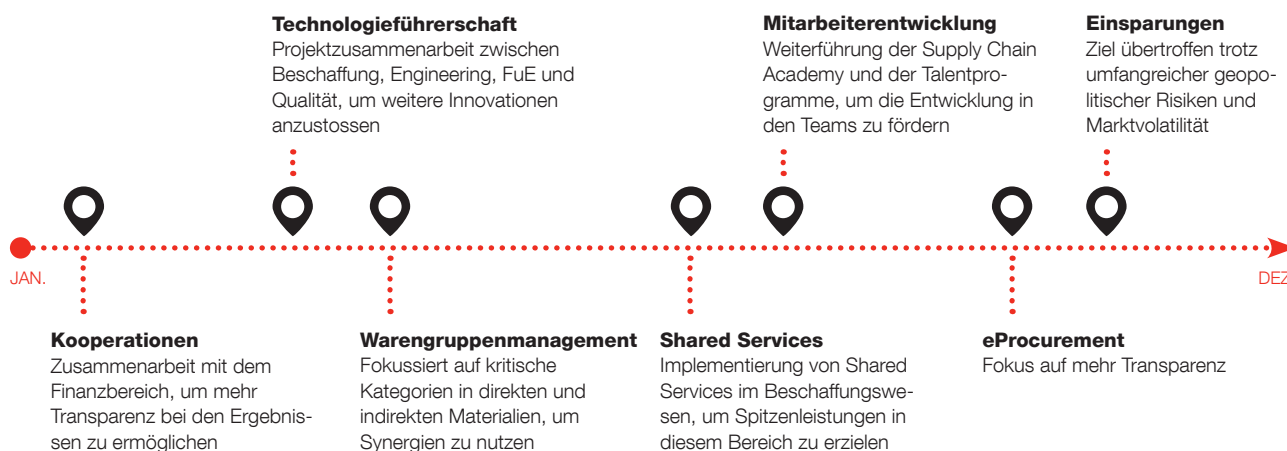 Technologieführerschaft
Projektzusammenarbeit zwischen
Beschaffung, Engineering, FuE und
Qualität, um weitere Innovationen
anzustossen
Mitarbeiterentwicklung
Weiterführung der Supply Chain
Academy und der Talentpro-
gramme, um die Entwicklung in
den Teams zu fördern
Einsparungen
Ziel übertroffen trotz
umfangreicher geopo-
litischer Risiken und
Marktvolatilität
JAN.
DEZ
Kooperationen
Zusammenarbeit mit dem
Finanzbereich, um mehr
Transparenz bei den Ergebnis-
sen zu ermöglichen
Warengruppenmanagement
Fokussiert auf kritische
Kategorien in direkten und
indirekten Materialien, um
Synergien zu nutzen
Shared Services
Implementierung von Shared
Services im Beschaffungswe-
sen, um Spitzenleistungen in
diesem Bereich zu erzielen
eProcurement
Fokus auf mehr Transparenz